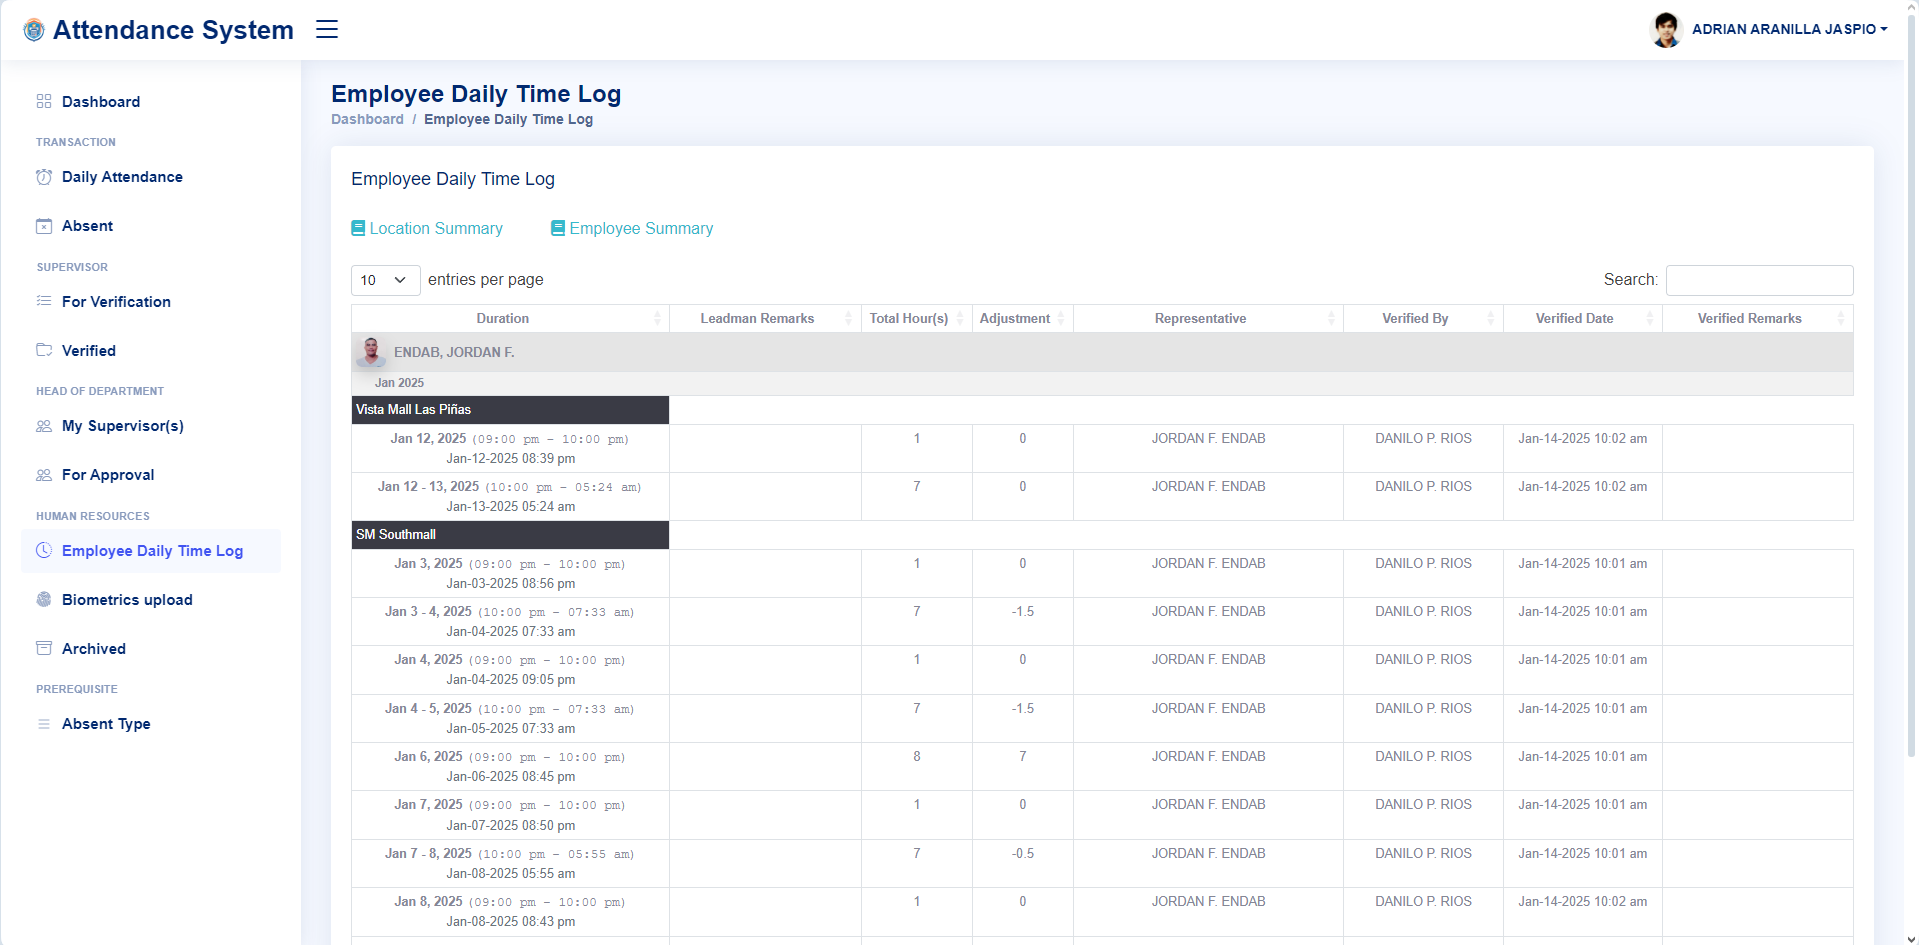 Attendance System
ADRIAN ARANILLA JASPIO
Dashboard
TRANSACTION
Daily Attendance
Absent
SUPERVISOR
For Verification
Verified
HEAD OF DEPARTMENT
My Supervisor(s)
For Approval
HUMAN RESOURCES
Employee Daily Time Log
Biometrics upload
Archived
PREREQUISITE
Absent Type
Employee Daily Time Log
Dashboard / Employee Daily Time Log
Employee Daily Time Log
Location Summary Employee Summary
10 entries per page Search:
Duration Leadman Remarks Total Hour(s) Adjustment Representative Verified By Verified Date Verified Remarks
ENDAB, JORDAN F.
Jan 2025
Vista Mall Las Piñas
Jan 12, 2025 (09:00 pm - 10:00 pm) 1 0 JORDAN F. ENDAB DANILO P. RIOS Jan-14-2025 10:02 am
Jan-12-2025 08:39 pm
Jan 12 - 13, 2025 (10:00 pm - 05:24 am) 7 0 JORDAN F. ENDAB DANILO P. RIOS Jan-14-2025 10:02 am
Jan-13-2025 05:24 am
SM Southmall
Jan 3, 2025 (09:00 pm - 10:00 pm) 1 0 JORDAN F. ENDAB DANILO P. RIOS Jan-14-2025 10:01 am
Jan-03-2025 08:56 pm
Jan 3 - 4, 2025 (10:00 pm - 07:33 am) 7 -1.5 JORDAN F. ENDAB DANILO P. RIOS Jan-14-2025 10:01 am
Jan-04-2025 07:33 am
Jan 4, 2025 (09:00 pm - 10:00 pm) 1 0 JORDAN F. ENDAB DANILO P. RIOS Jan-14-2025 10:01 am
Jan-04-2025 09:05 pm
Jan 4 - 5, 2025 (10:00 pm - 07:33 am) 7 -1.5 JORDAN F. ENDAB DANILO P. RIOS Jan-14-2025 10:01 am
Jan-05-2025 07:33 am
Jan 6, 2025 (09:00 pm - 10:00 pm) 8 7 JORDAN F. ENDAB DANILO P. RIOS Jan-14-2025 10:01 am
Jan-06-2025 08:45 pm
Jan 7, 2025 (09:00 pm - 10:00 pm) 1 0 JORDAN F. ENDAB DANILO P. RIOS Jan-14-2025 10:01 am
Jan-07-2025 08:50 pm
Jan 7 - 8, 2025 (10:00 pm - 05:55 am) 7 -0.5 JORDAN F. ENDAB DANILO P. RIOS Jan-14-2025 10:01 am
Jan-08-2025 05:55 am
Jan 8, 2025 (09:00 pm - 10:00 pm) 1 0 JORDAN F. ENDAB DANILO P. RIOS Jan-14-2025 10:02 am
Jan-08-2025 08:43 pm